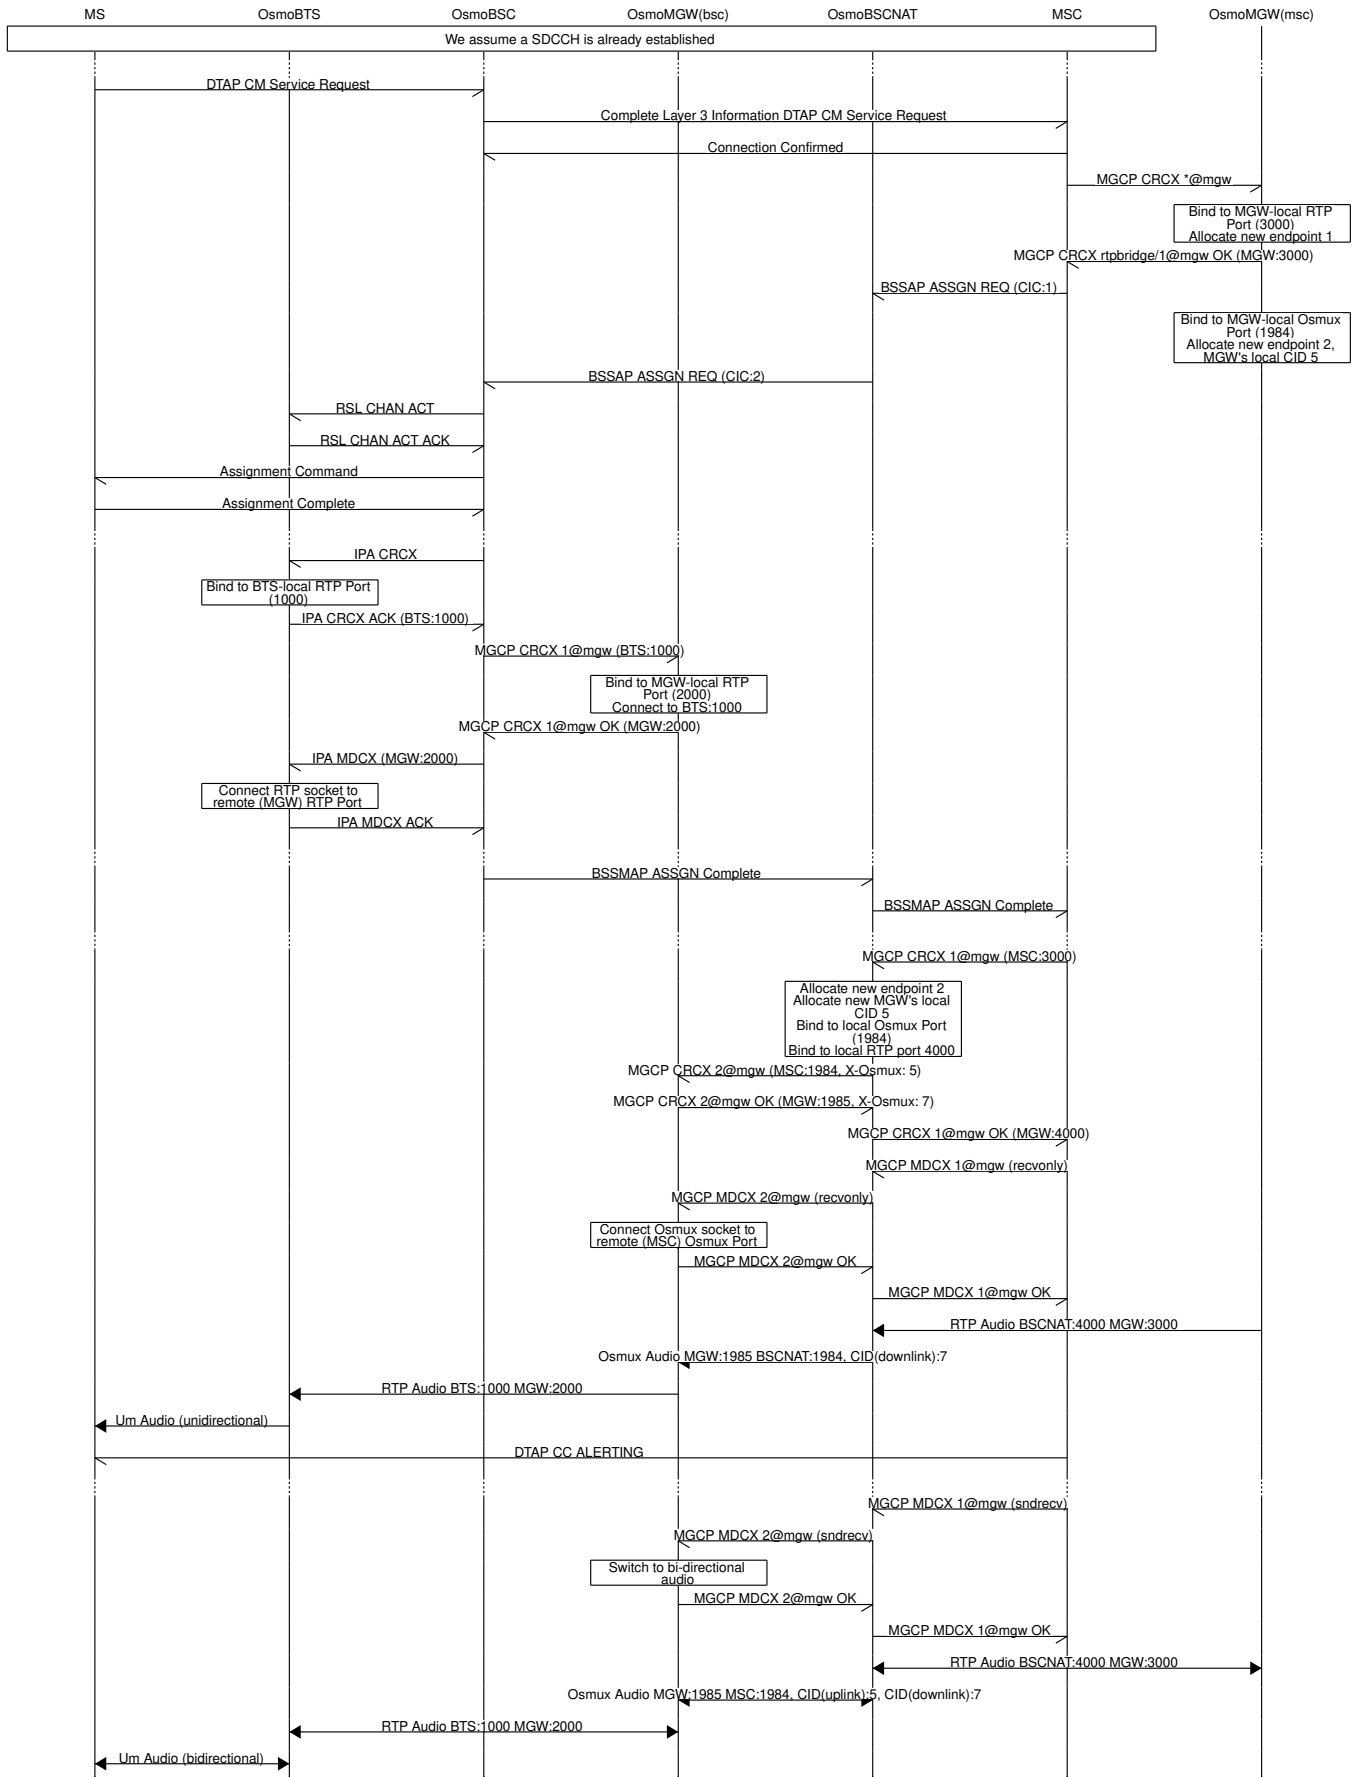 MS OsmoBTS OsmoBSC OsmoMGW(bsc) OsmoBSCNAT MSC OsmoMGW(msc)
We assume a SDCCH is already established
DTAP CM Service Request
Complete Layer 3 Information DTAP CM Service Request
Connection Confirmed
MGCP CRCX *@mgw
Bind to MGW-local RTP
Port (3000)
Allocate new endpoint 1
MGCP CRCX rtpbridge/1@mgw OK (MGW:3000)
BSSAP ASSGN REQ (CIC:1)
Bind to MGW-local Osmux
Port (1984)
Allocate new endpoint 2,
MGW's local CID 5
BSSAP ASSGN REQ (CIC:2)
RSL CHAN ACT
RSL CHAN ACT ACK
Assignment Command
Assignment Complete
IPA CRCX
Bind to BTS-local RTP Port
(1000)
IPA CRCX ACK (BTS:1000)
MGCP CRCX 1@mgw (BTS:1000)
Bind to MGW-local RTP
Port (2000)
Connect to BTS:1000
MGCP CRCX 1@mgw OK (MGW:2000)
IPA MDCX (MGW:2000)
Connect RTP socket to
remote (MGW) RTP Port
IPA MDCX ACK
BSSMAP ASSGN Complete
BSSMAP ASSGN Complete
MGCP CRCX 1@mgw (MSC:3000)
Allocate new endpoint 2
Allocate new MGW's local
CID 5
Bind to local Osmux Port
(1984)
Bind to local RTP port 4000
MGCP CRCX 2@mgw (MSC:1984, X-Osmux: 5)
MGCP CRCX 2@mgw OK (MGW:1985, X-Osmux: 7)
MGCP CRCX 1@mgw OK (MGW:4000)
MGCP MDCX 1@mgw (recvonly)
MGCP MDCX 2@mgw (recvonly)
Connect Osmux socket to
remote (MSC) Osmux Port
MGCP MDCX 2@mgw OK
MGCP MDCX 1@mgw OK
RTP Audio BSCNAT:4000 MGW:3000
Osmux Audio MGW:1985 BSCNAT:1984, CID(downlink):7
RTP Audio BTS:1000 MGW:2000
Um Audio (unidirectional)
DTAP CC ALERTING
MGCP MDCX 1@mgw (sndrecv)
MGCP MDCX 2@mgw (sndrecv)
Switch to bi-directional
audio
MGCP MDCX 2@mgw OK
MGCP MDCX 1@mgw OK
RTP Audio BSCNAT:4000 MGW:3000
Osmux Audio MGW:1985 MSC:1984, CID(uplink):5, CID(downlink):7
RTP Audio BTS:1000 MGW:2000
Um Audio (bidirectional)